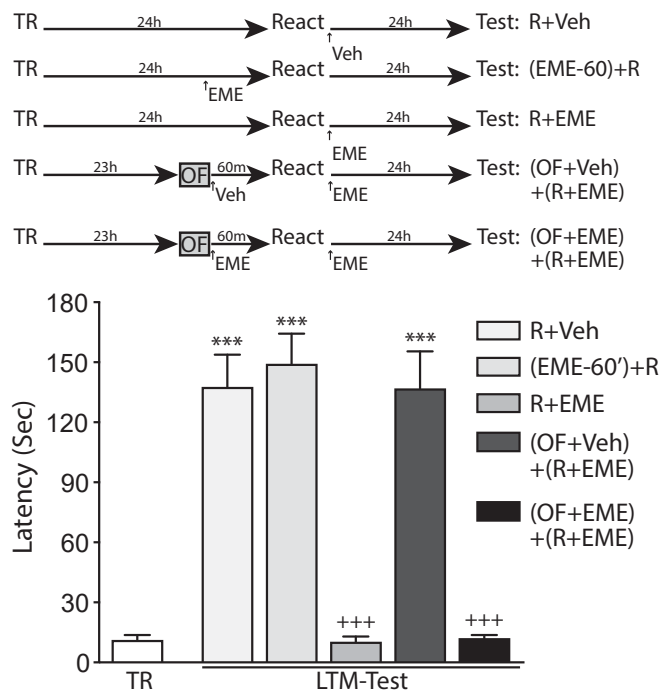 TR 24h React 24h Test: R+Veh
↑Veh
TR 24h React 24h Test: (EME-60)+R
↑EME
TR 24h React 24h Test: R+EME
↑EME
TR 23h OF 60m React 24h Test: (OF+Veh)
↑Veh ↑EME +(R+EME)
TR 23h OF 60m React 24h Test: (OF+EME)
↑EME ↑EME +(R+EME)
180
150
120
90
60
30
0
Latency (Sec)
***
***
+++
***
+++
TR
LTM-Test
R+Veh
(EME-60')+R
R+EME
(OF+Veh)
+(R+EME)
(OF+EME)
+(R+EME)